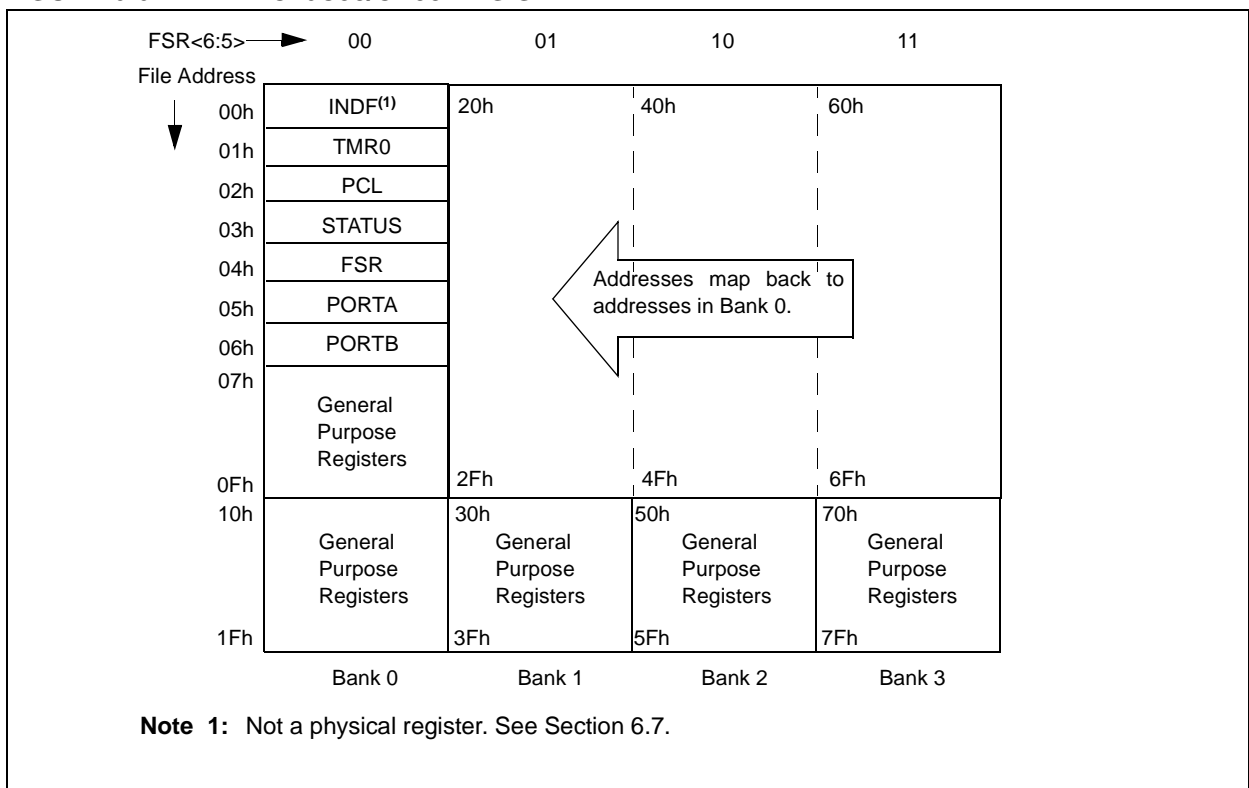 FSR<6:5> 00 01 10 11
File Address
00h INDF(1) 20h 40h 60h
01h TMR0
02h PCL
03h STATUS
04h FSR
05h PORTA
06h PORTB
Addresses map back to
addresses in Bank 0.
07h
General
Purpose
Registers
0Fh 2Fh 4Fh 6Fh
10h 30h 50h 70h
General General General General
Purpose Purpose Purpose Purpose
Registers Registers Registers Registers
1Fh 3Fh 5Fh 7Fh
Bank 0 Bank 1 Bank 2 Bank 3
Note 1: Not a physical register. See Section 6.7.